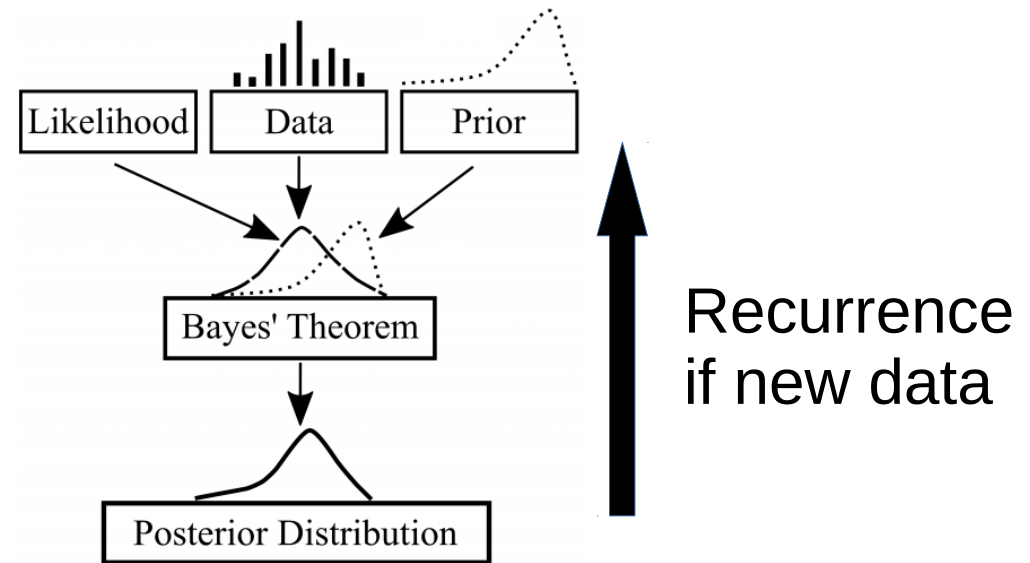 Likelihood
Data
Prior
Bayes' Theorem
Recurrence
if new data
Posterior Distribution